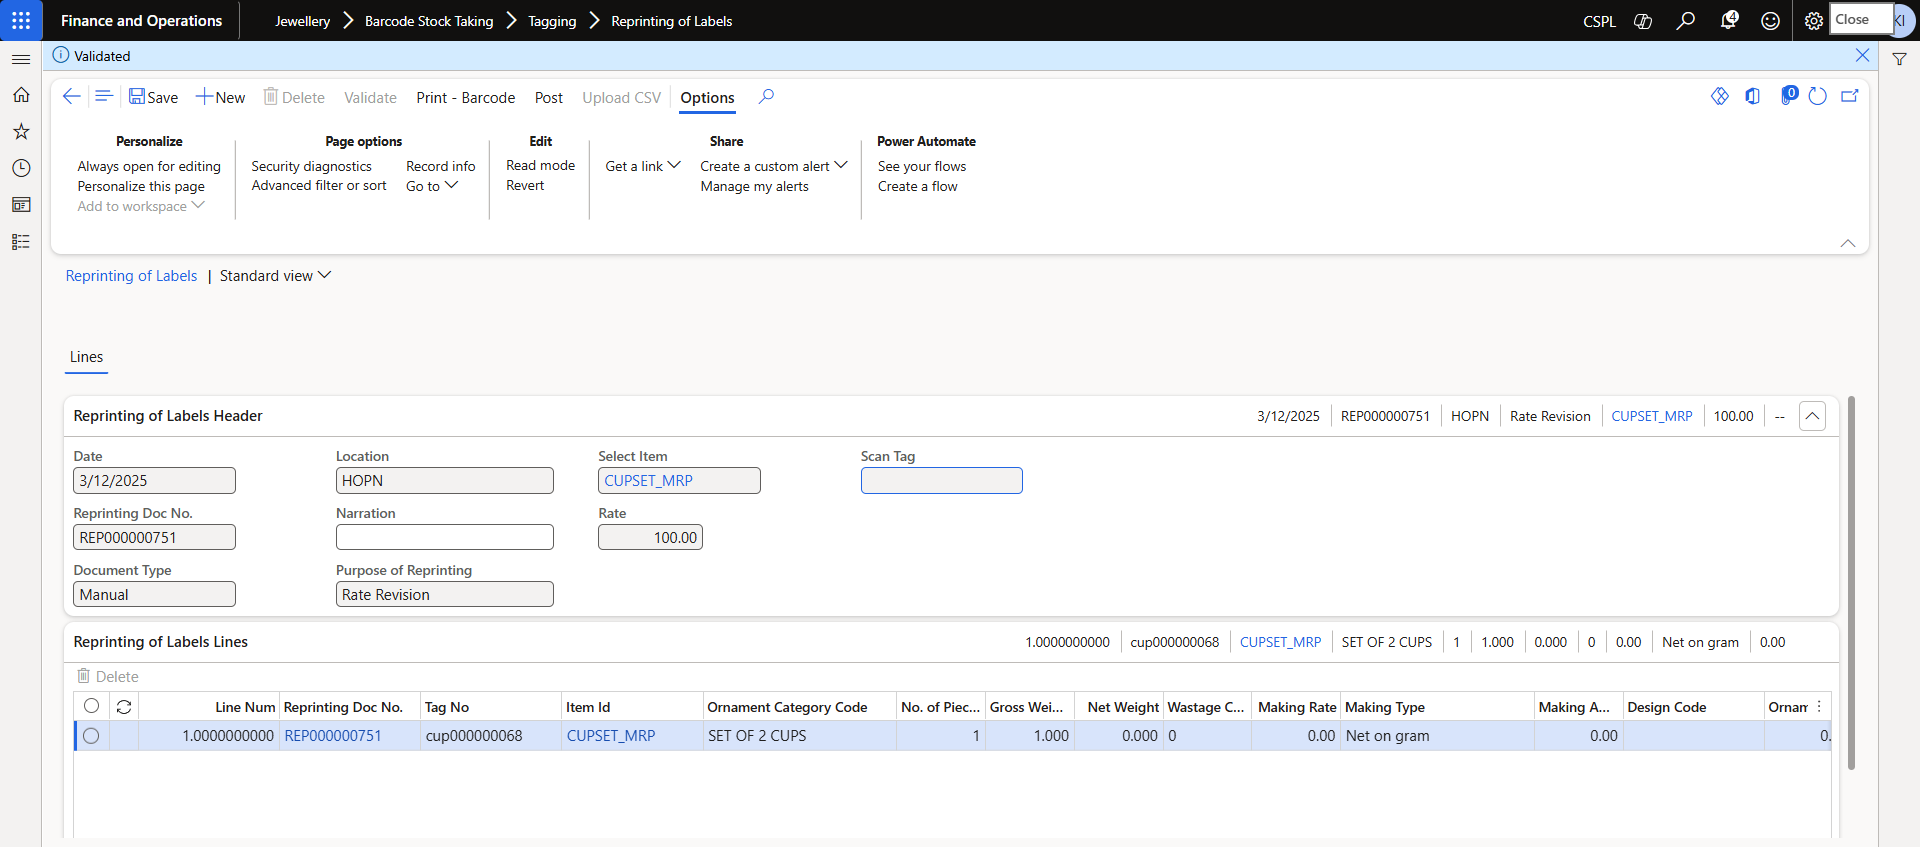 Finance and Operations Jewellery Barcode Stock Taking Tagging Reprinting of Labels CSPL 4 Close KI
Validated
Save New Delete Validate Print - Barcode Post Upload CSV Options 0
Personalize Page options Edit Share Power Automate
Always open for editing Security diagnostics Record info Read mode Get a link Create a custom alert See your flows
Personalize this page Advanced filter or sort Go to Revert Manage my alerts Create a flow
Add to workspace
Reprinting of Labels | Standard view
Lines
Reprinting of Labels Header 3/12/2025 REP000000751 HOPN Rate Revision CUPSET_MRP 100.00 --
Date Location Select Item Scan Tag
3/12/2025 HOPN CUPSET_MRP
Reprinting Doc No. Narration Rate
REP000000751 100.00
Document Type Purpose of Reprinting
Manual Rate Revision
Reprinting of Labels Lines 1.0000000000 cup000000068 CUPSET_MRP SET OF 2 CUPS 1 1.000 0.000 0 0.00 Net on gram 0.00
Delete
Line Num Reprinting Doc No. Tag No Item Id Ornament Category Code No. of Piec... Gross Wei... Net Weight Wastage C... Making Rate Making Type Making A... Design Code Ornam
1.0000000000 REP000000751 cup000000068 CUPSET_MRP SET OF 2 CUPS 1 1.000 0.000 0 0.00 Net on gram 0.00 0.